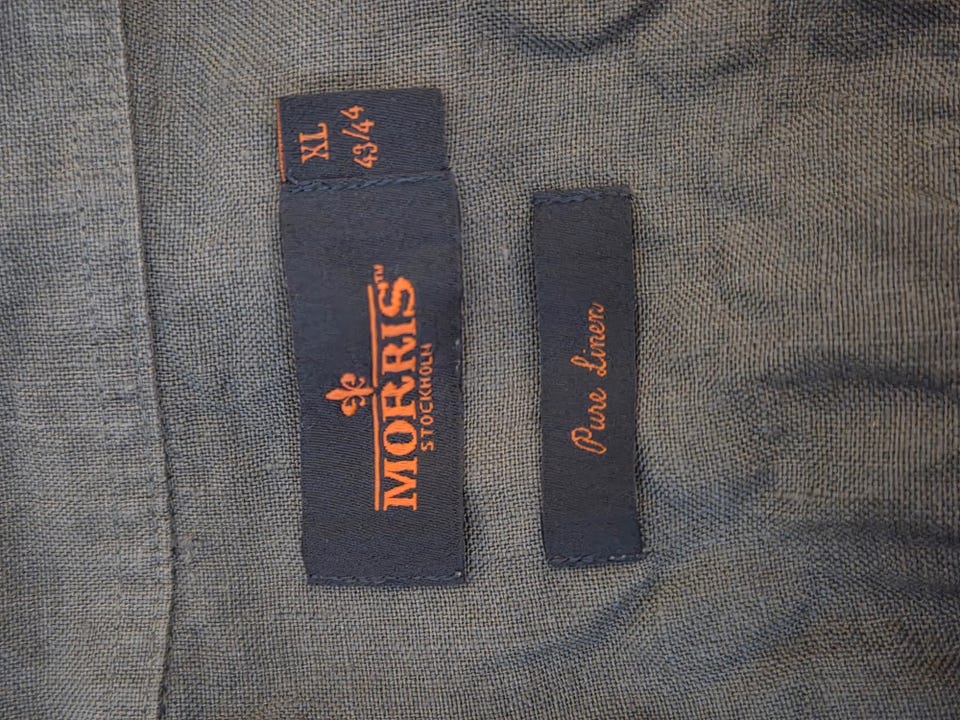 MORRIS™
STOCKHOLM
XL
43/44
Pure Linen